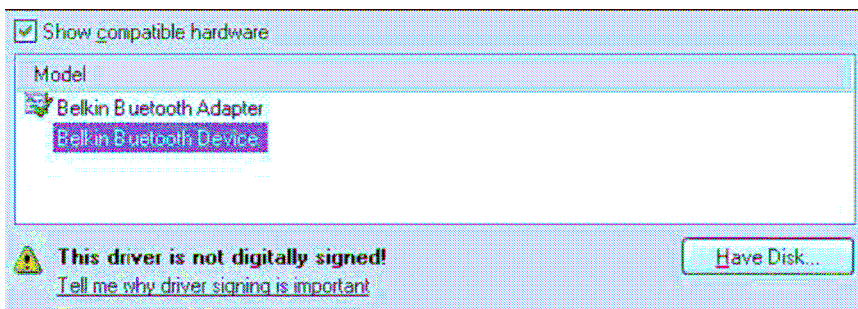 Show compatible hardware
Model
Belkin Buetooth Adapter
Belkin Buetooth Device
This driver is not digitally signed!
Have Disk...
Tell me why driver signing is important